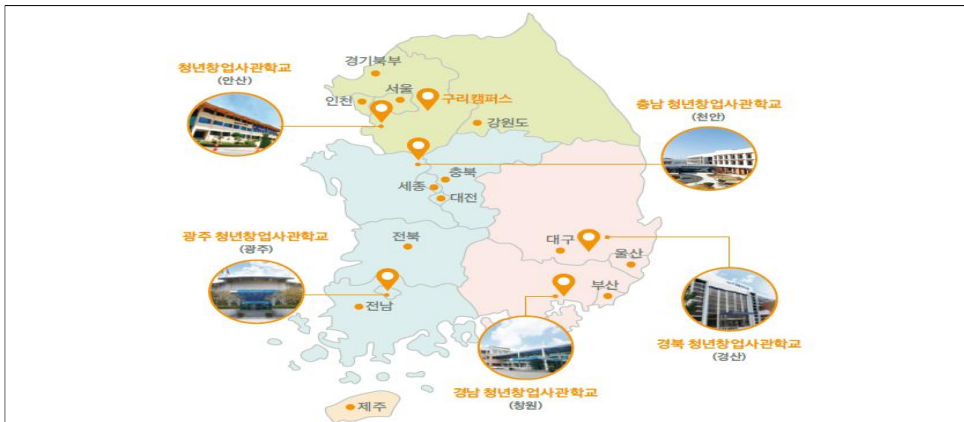 청년창업사관학교
(안산)
경기북부
서울
인천
구리캠퍼스
강원도
충남 청년창업사관학교
(천안)
충북
세종
대전
광주 청년창업사관학교
(광주)
전북
대구
울산
부산
전남
경북 청년창업사관학교
(경산)
경남 청년창업사관학교
(창원)
제주